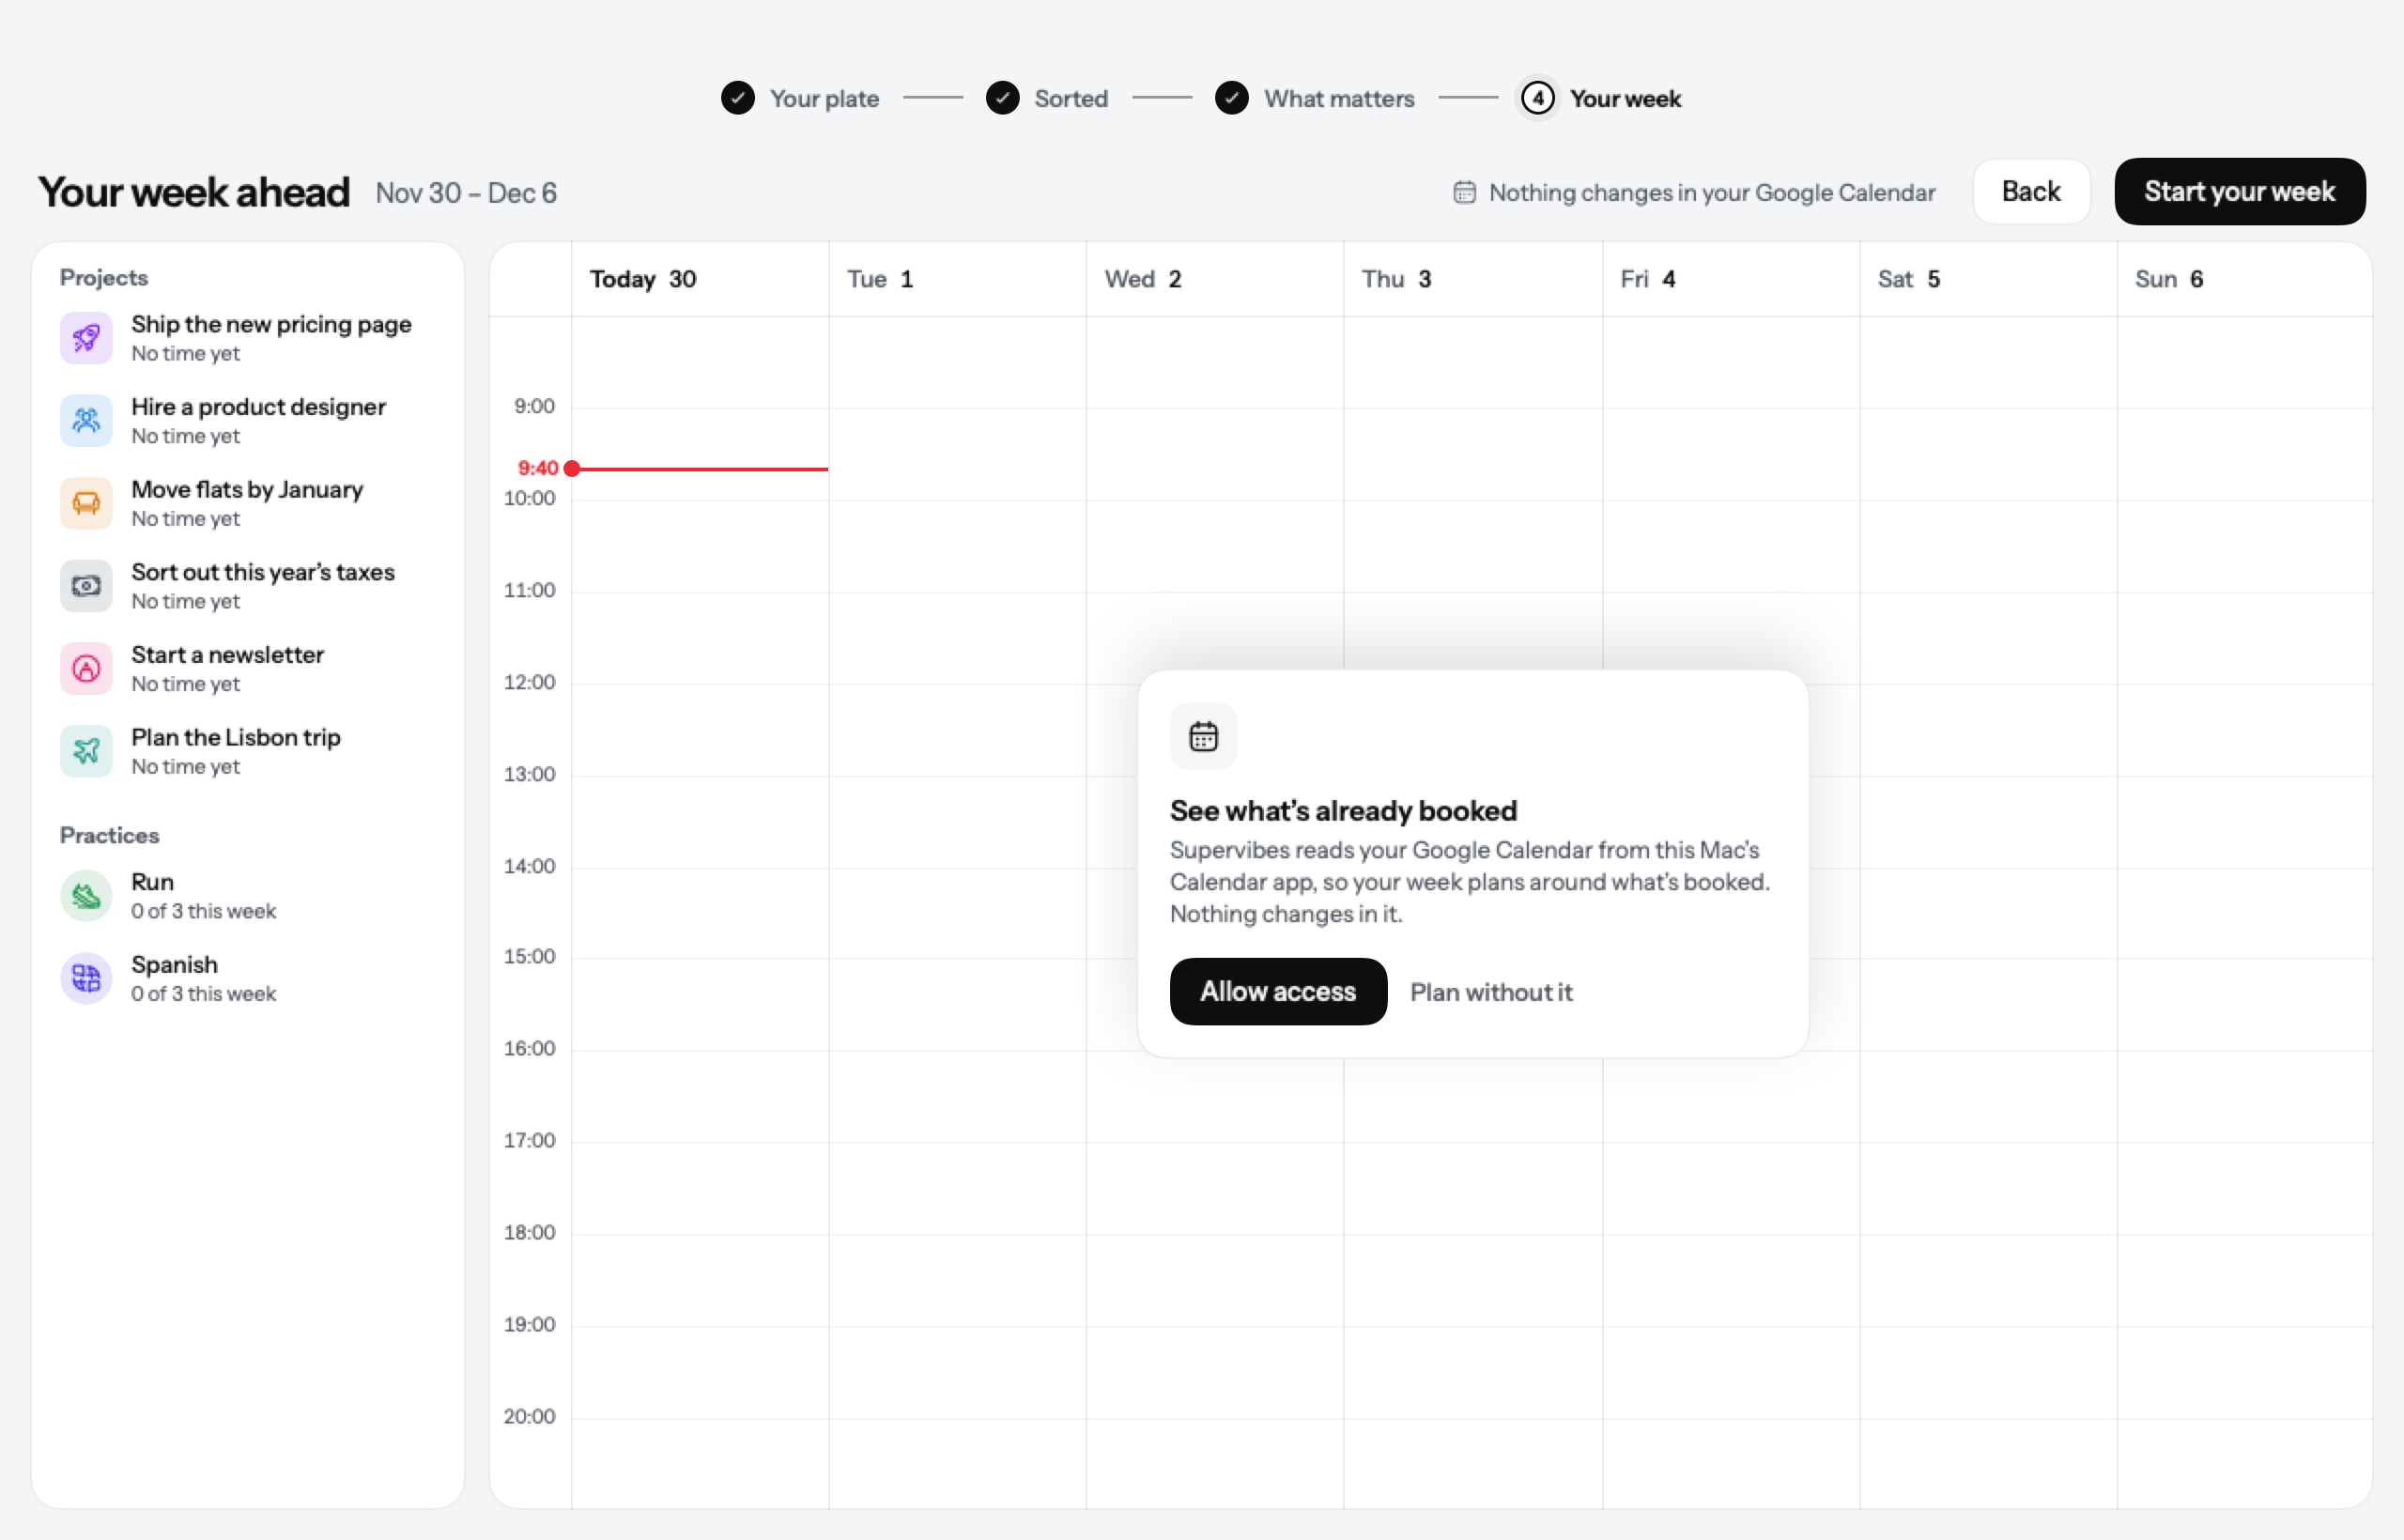 Your plate
Sorted
What matters
4 Your week
Your week ahead Nov 30 – Dec 6
Nothing changes in your Google Calendar
Back
Start your week
Projects
Ship the new pricing page
No time yet
Hire a product designer
No time yet
Move flats by January
No time yet
Sort out this year’s taxes
No time yet
Start a newsletter
No time yet
Plan the Lisbon trip
No time yet
Practices
Run
0 of 3 this week
Spanish
0 of 3 this week
Today 30
Tue 1
Wed 2
Thu 3
Fri 4
Sat 5
Sun 6
9:00
9:40
10:00
11:00
12:00
13:00
14:00
15:00
16:00
17:00
18:00
19:00
20:00
See what’s already booked
Supervibes reads your Google Calendar from this Mac’s
Calendar app, so your week plans around what’s booked.
Nothing changes in it.
Allow access
Plan without it